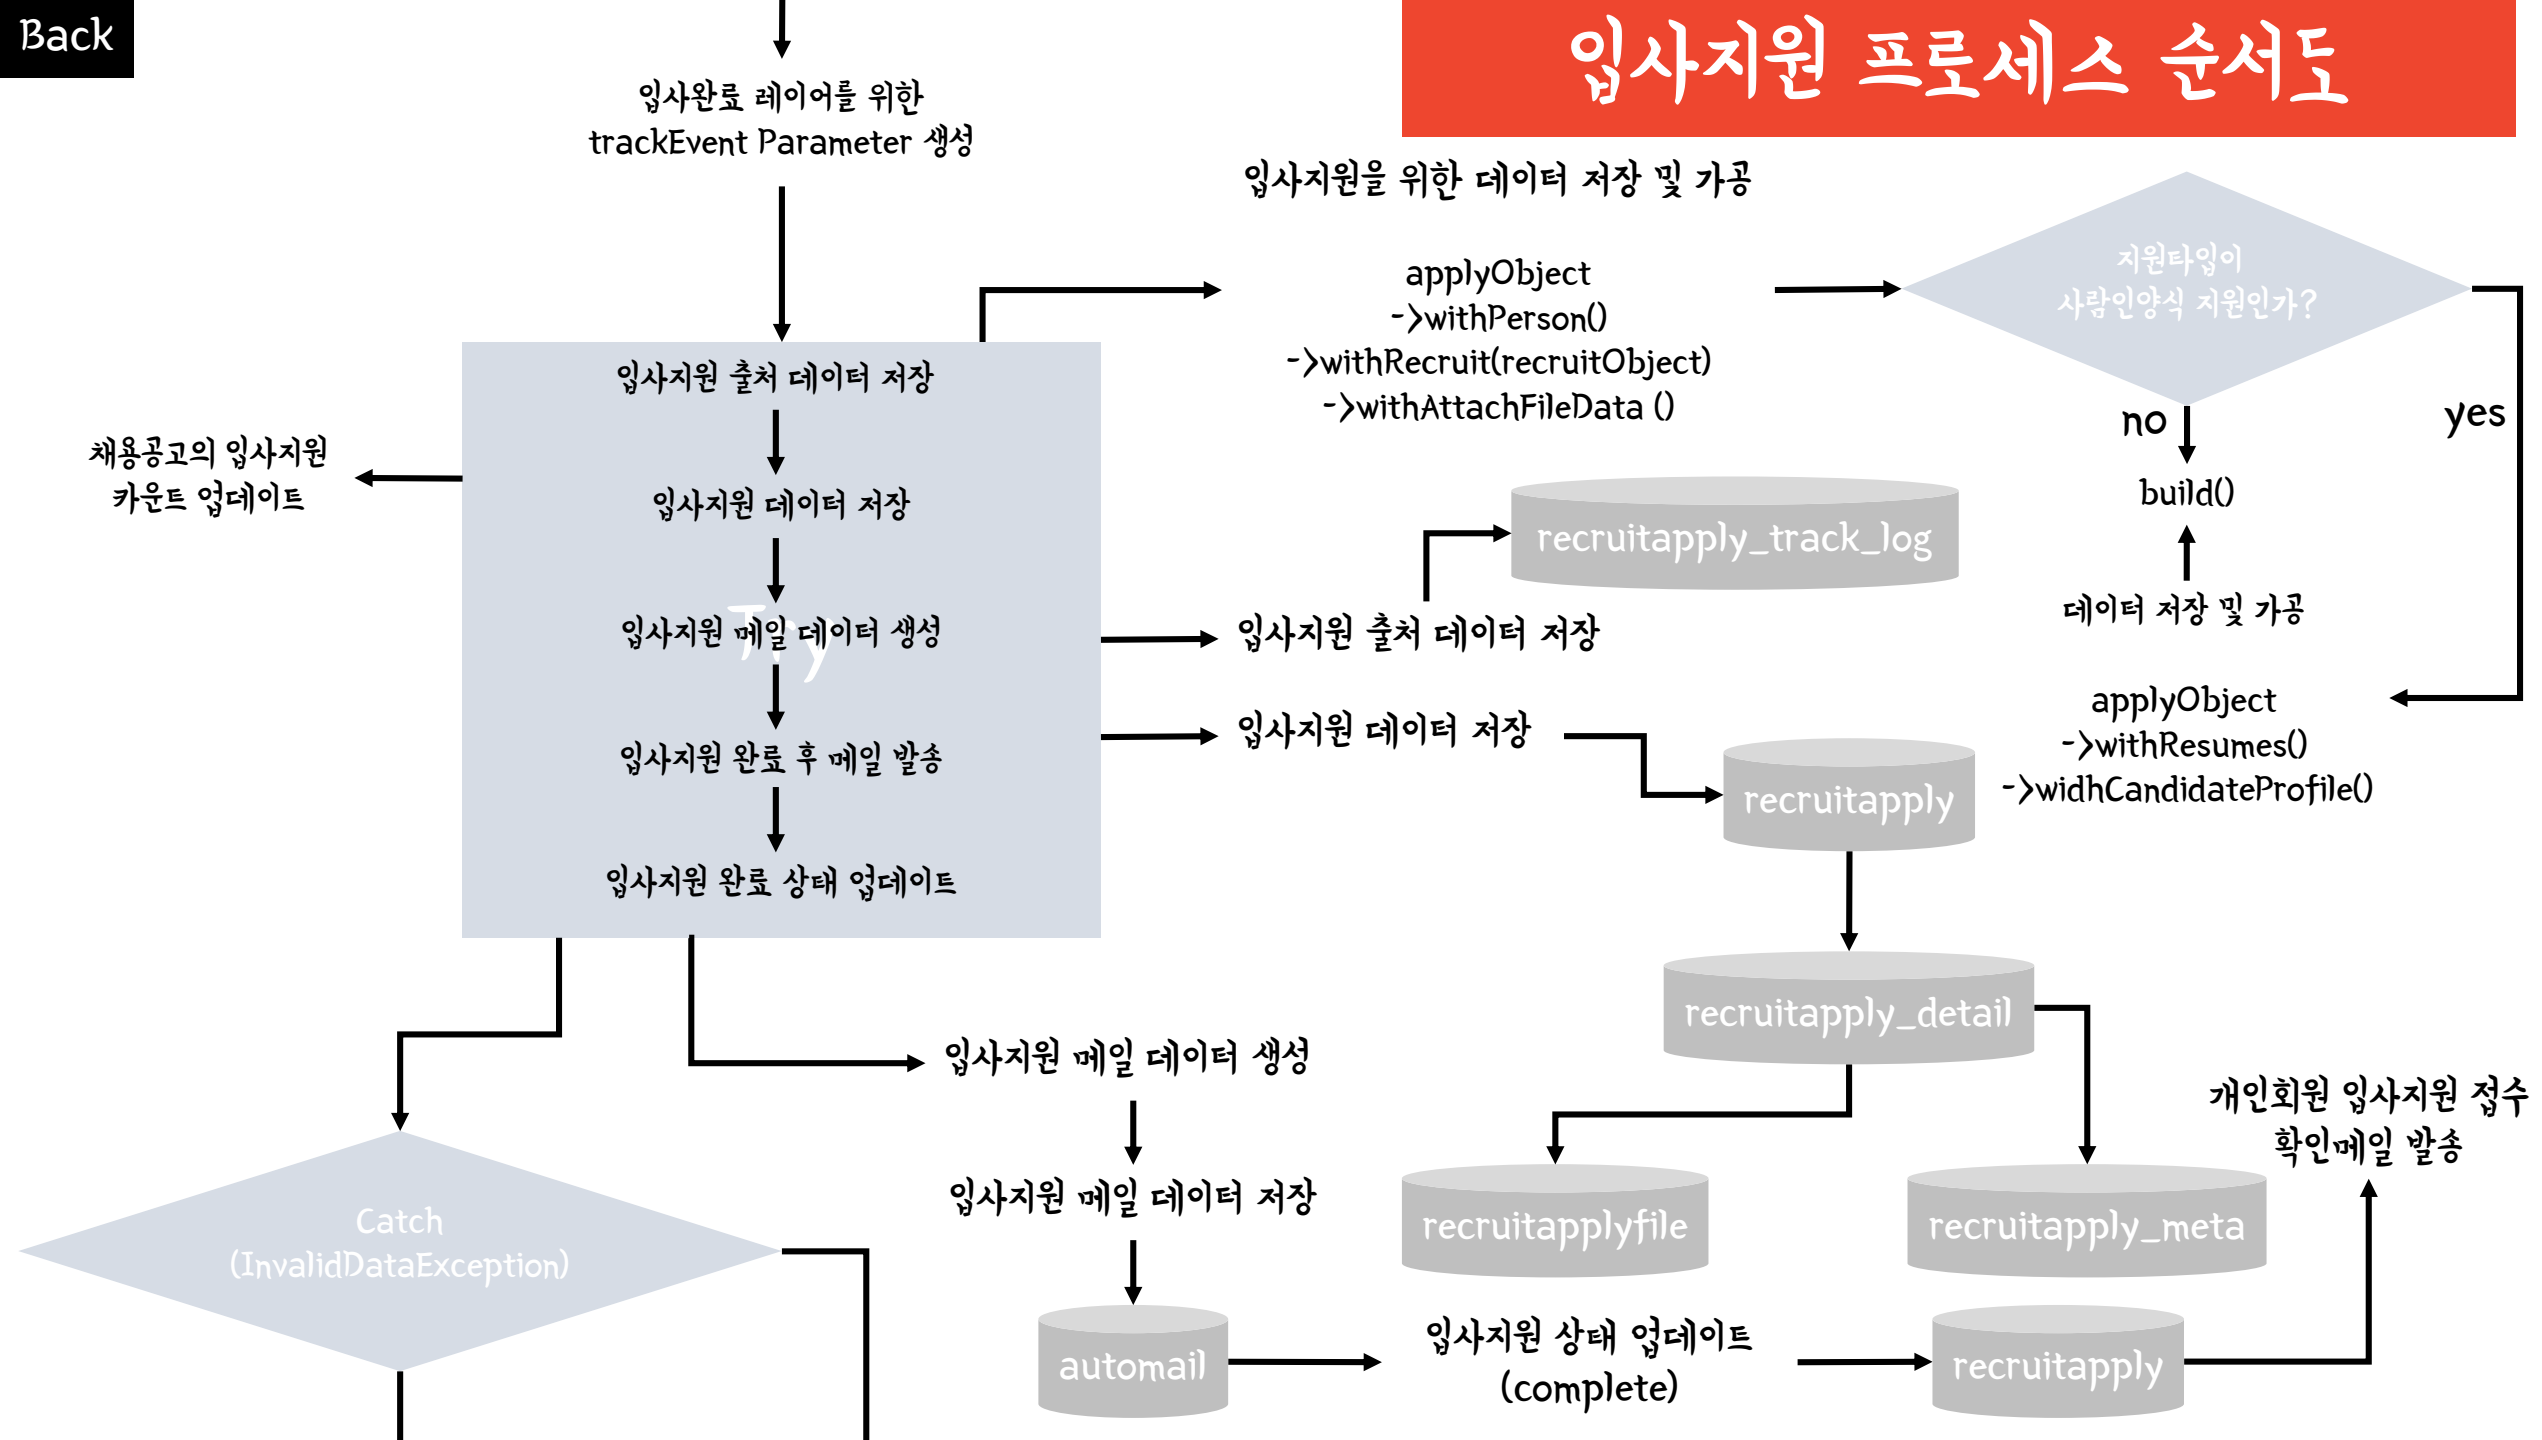 Back
입사지원 프로세스 순서도
입사완료 레이어를 위한
trackEvent Parameter 생성
입사지원을 위한 데이터 저장 및 가공
applyObject
->withPerson()
->withRecruit(recruitObject)
->withAttachFileData ()
지원타입이
사람인양식 지원인가?
no
yes
build()
데이터 저장 및 가공
applyObject
->withResumes()
->widhCandidateProfile()
채용공고의 입사지원
카운트 업데이트
Try
입사지원 출처 데이터 저장
입사지원 데이터 저장
입사지원 메일 데이터 생성
입사지원 완료 후 메일 발송
입사지원 완료 상태 업데이트
recruitapply_track_log
입사지원 출처 데이터 저장
입사지원 데이터 저장
recruitapply
recruitapply_detail
recruitapplyfile
recruitapply_meta
개인회원 입사지원 접수
확인메일 발송
입사지원 메일 데이터 생성
입사지원 메일 데이터 저장
automail
입사지원 상태 업데이트
(complete)
recruitapply
Catch
(InvalidDataException)